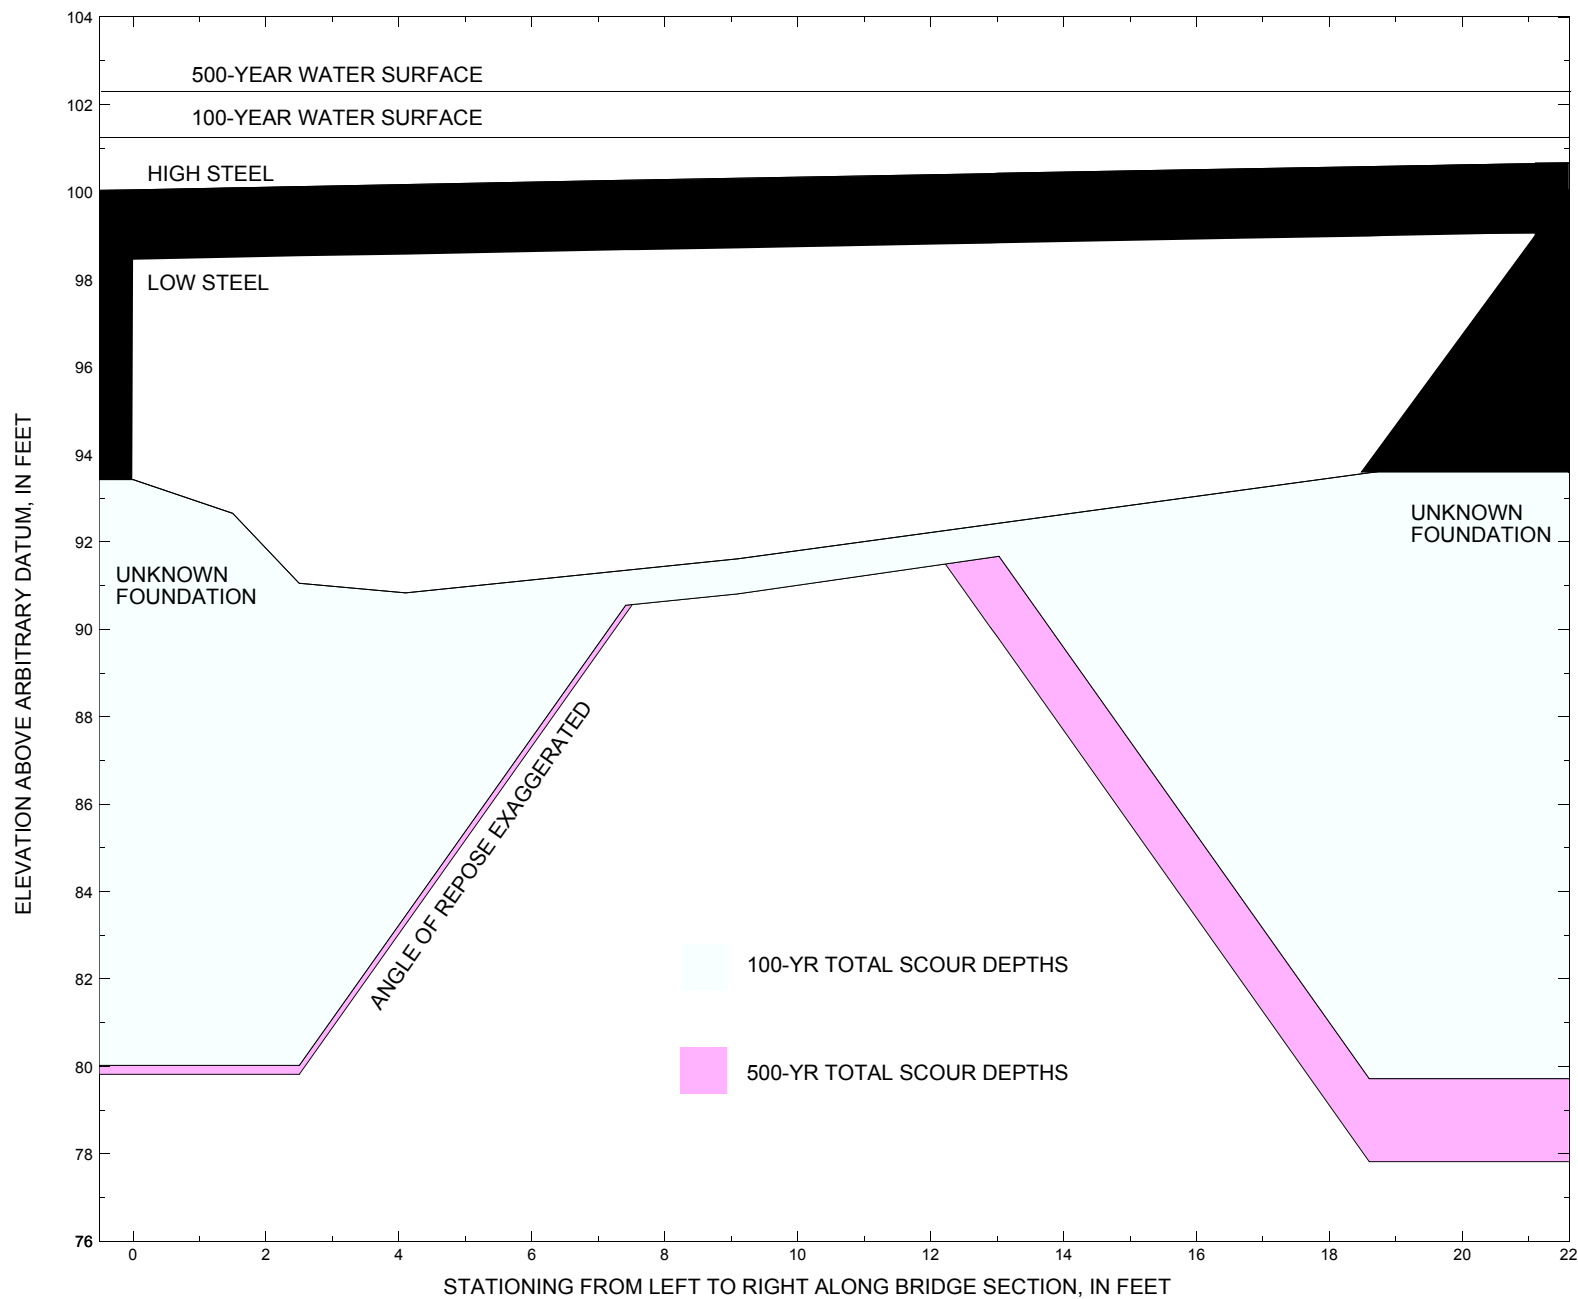 104
500-YEAR WATER SURFACE
102
100-YEAR WATER SURFACE
HIGH STEEL
100
LOW STEEL
98
96
94
UNKNOWN
FOUNDATION
92
UNKNOWN
FOUNDATION
90
88
86
84
82
80
78
76
ELEVATION ABOVE ARBITRARY DATUM, IN FEET
ANGLE OF REPOSE EXAGGERATED
100-YR TOTAL SCOUR DEPTHS
500-YR TOTAL SCOUR DEPTHS
0 2 4 6 8 10 12 14 16 18 20 22
STATIONING FROM LEFT TO RIGHT ALONG BRIDGE SECTION, IN FEET